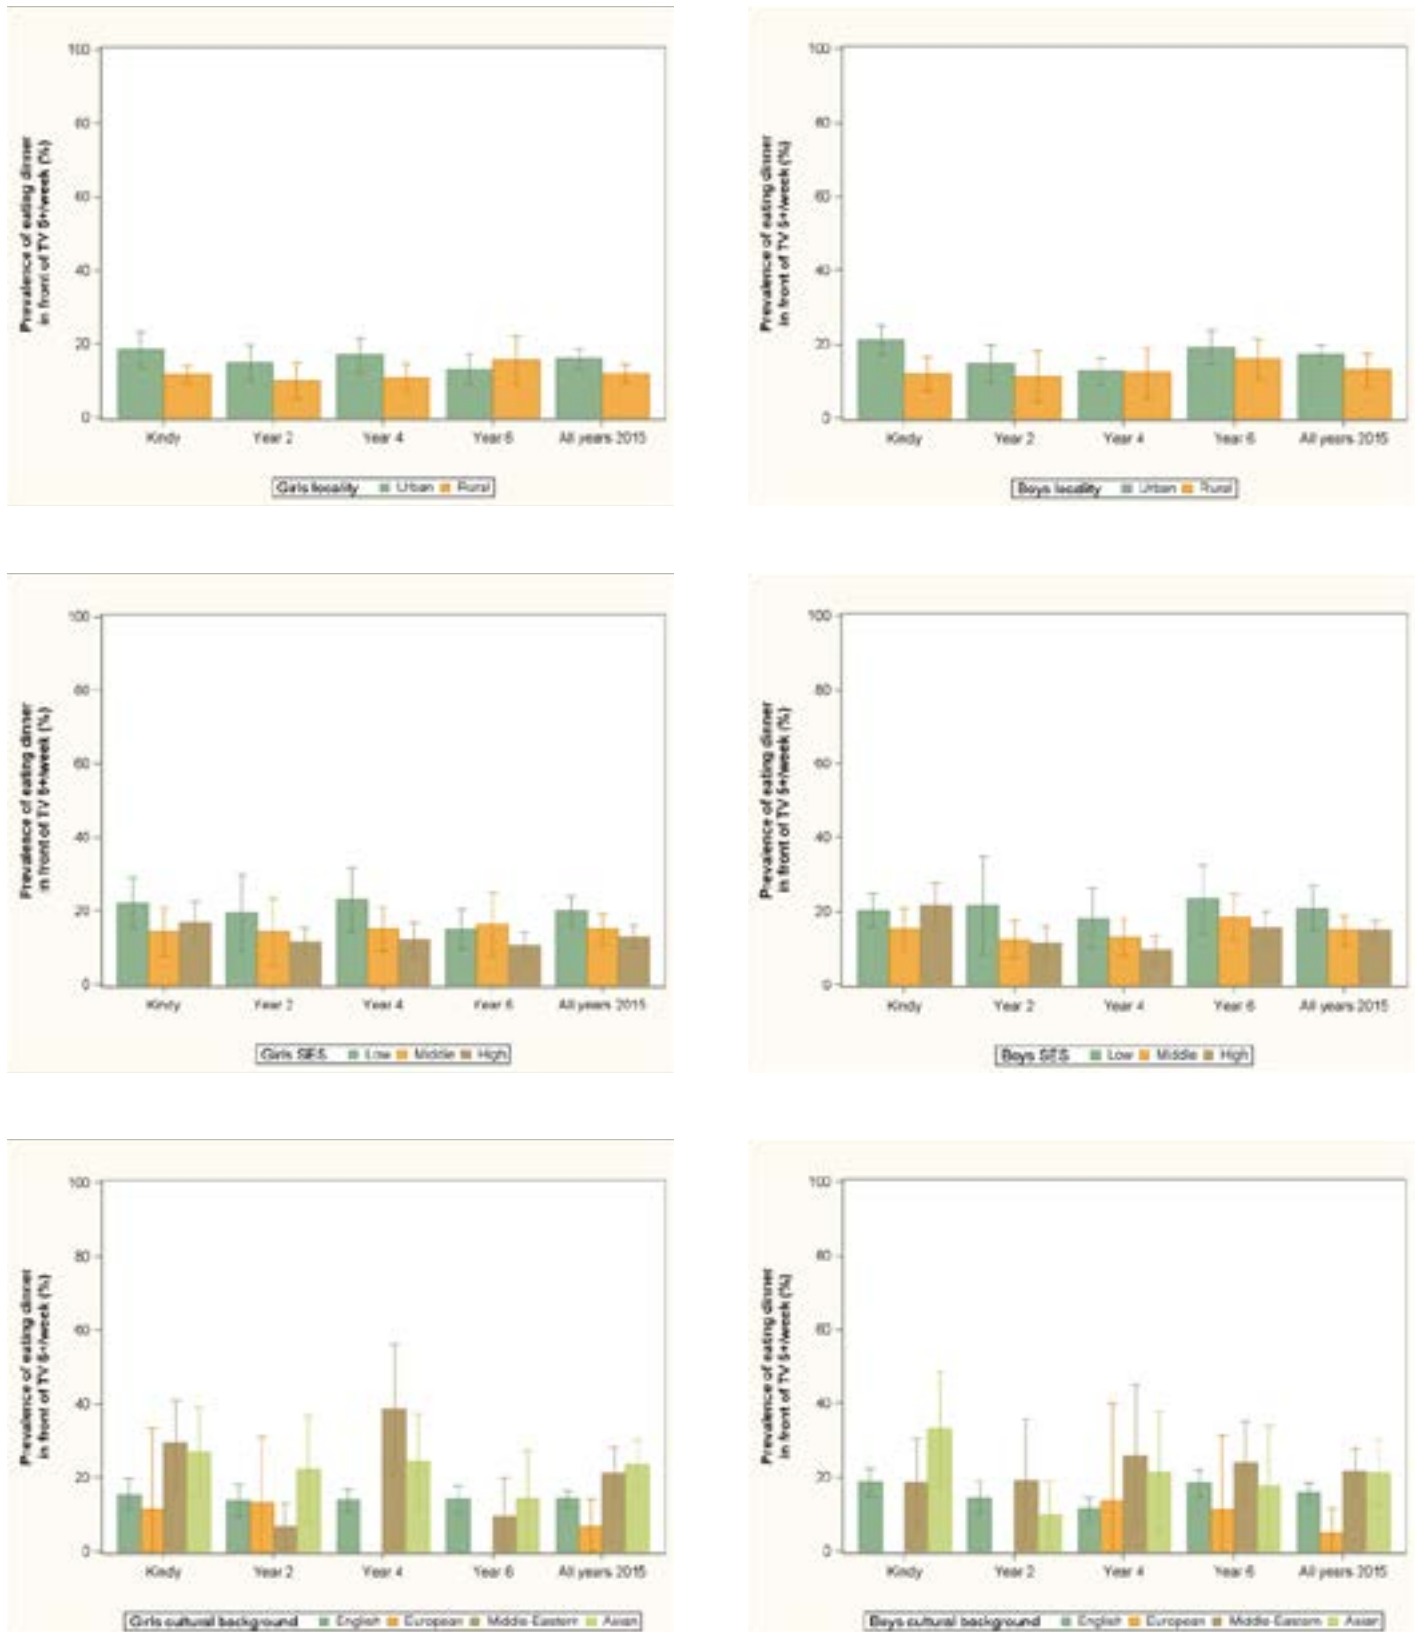 Prevalence of eating dinner
in front of TV 5+/week (%)
100
80
60
40
20
0
Kindy
Year 2
Year 4
Year 6
All years 2015
Girls locality Urban Rural
Prevalence of eating dinner
in front of TV 5+/week (%)
100
80
60
40
20
0
Kindy
Year 2
Year 4
Year 6
All years 2015
Boys locality Urban Rural
Prevalence of eating dinner
in front of TV 5+/week (%)
100
80
60
40
20
0
Kindy
Year 2
Year 4
Year 6
All years 2015
Girls SES Low Middle High
Prevalence of eating dinner
in front of TV 5+/week (%)
100
80
60
40
20
0
Kindy
Year 2
Year 4
Year 6
All years 2015
Boys SES Low Middle High
Prevalence of eating dinner
in front of TV 5+/week (%)
100
80
60
40
20
0
Kindy
Year 2
Year 4
Year 6
All years 2015
Girls cultural background English European Middle-Eastern Asian
Prevalence of eating dinner
in front of TV 5+/week (%)
100
80
60
40
20
0
Kindy
Year 2
Year 4
Year 6
All years 2015
Boys cultural background English European Middle-Eastern Asian